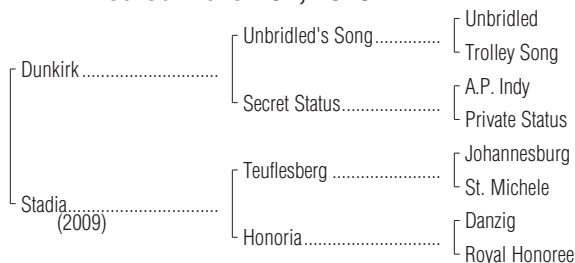 Unbridled
Unbridled's Song
Trolley Song
Dunkirk
A.P. Indy
Secret Status
Private Status
Johannesburg
Teuflesberg
St. Michele
Stadia
(2009)
Danzig
Honoria
Royal Honoree